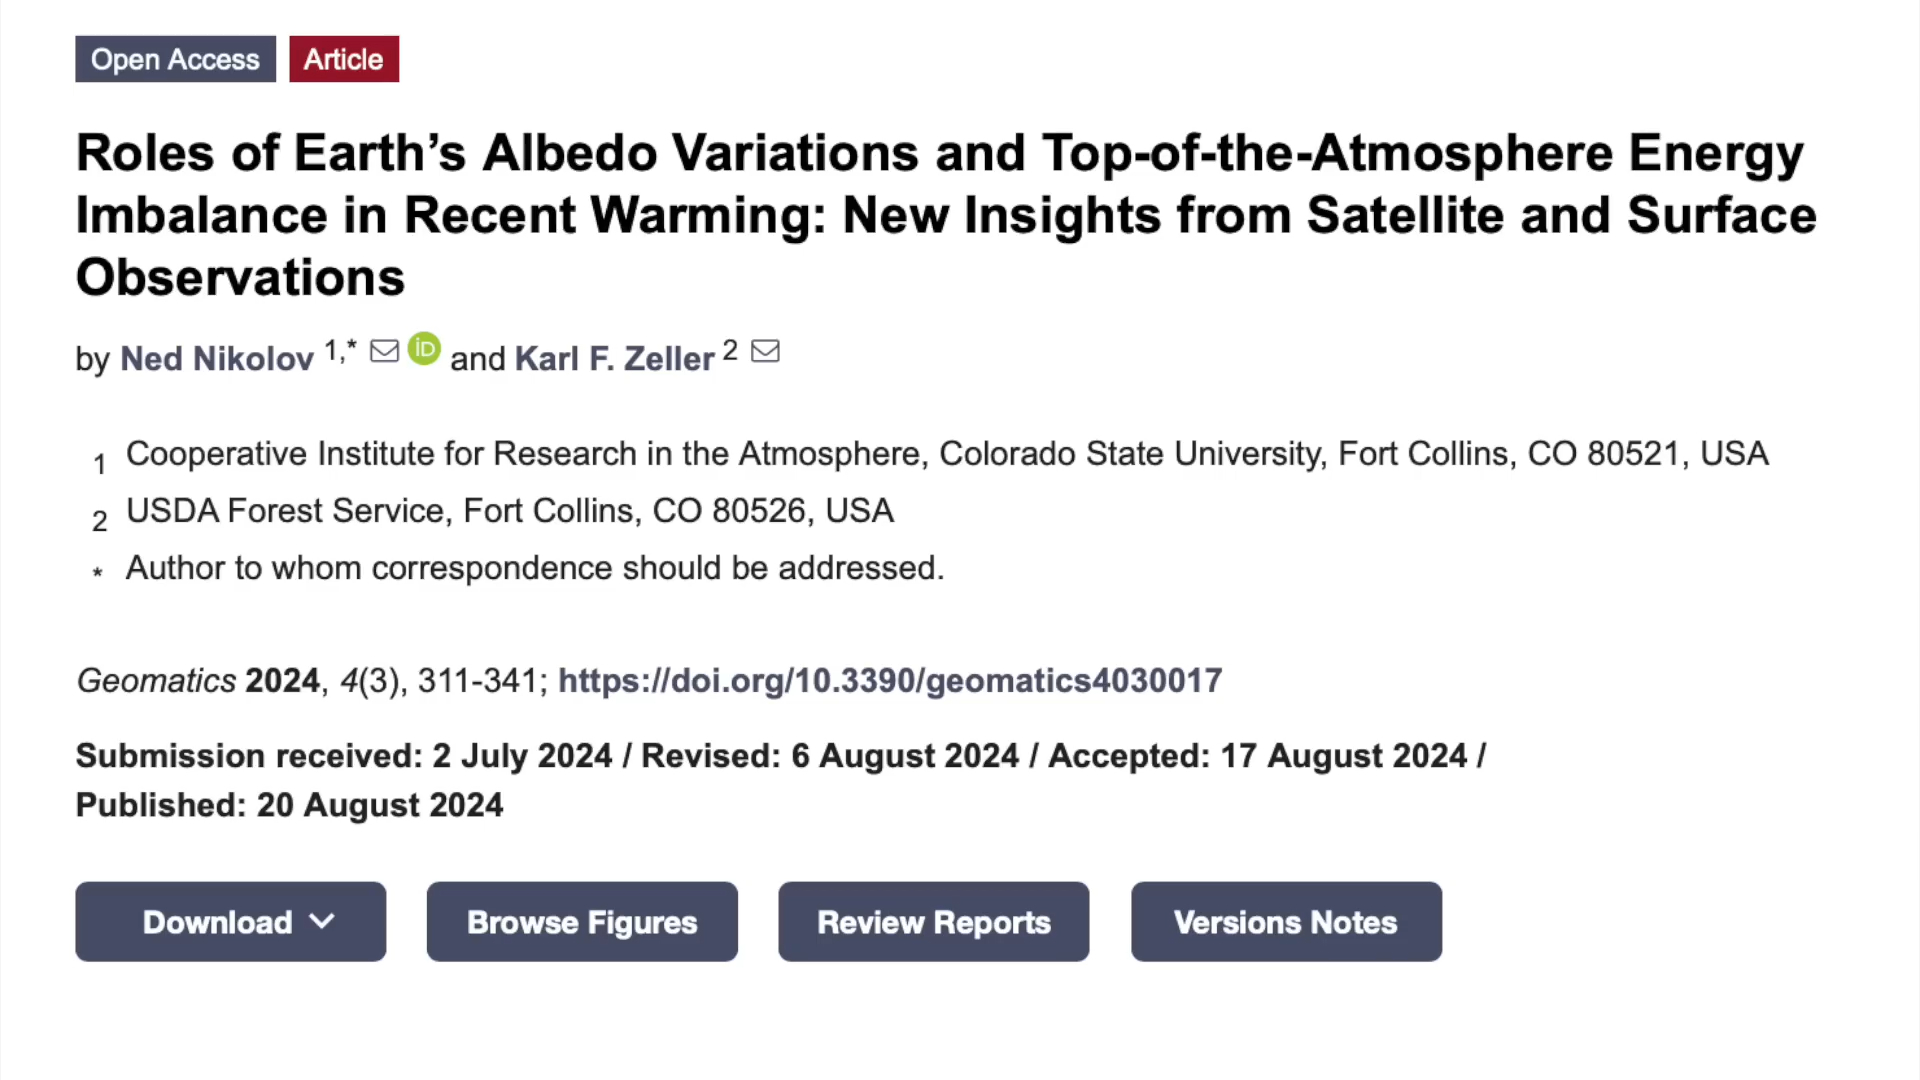 Open Access Article
Roles of Earth’s Albedo Variations and Top-of-the-Atmosphere Energy
Imbalance in Recent Warming: New Insights from Satellite and Surface
Observations
by Ned Nikolov 1,* iD and Karl F. Zeller 2
1 Cooperative Institute for Research in the Atmosphere, Colorado State University, Fort Collins, CO 80521, USA
2 USDA Forest Service, Fort Collins, CO 80526, USA
* Author to whom correspondence should be addressed.
Geomatics 2024, 4(3), 311-341; https://doi.org/10.3390/geomatics4030017
Submission received: 2 July 2024 / Revised: 6 August 2024 / Accepted: 17 August 2024 /
Published: 20 August 2024
Download Browse Figures Review Reports Versions Notes